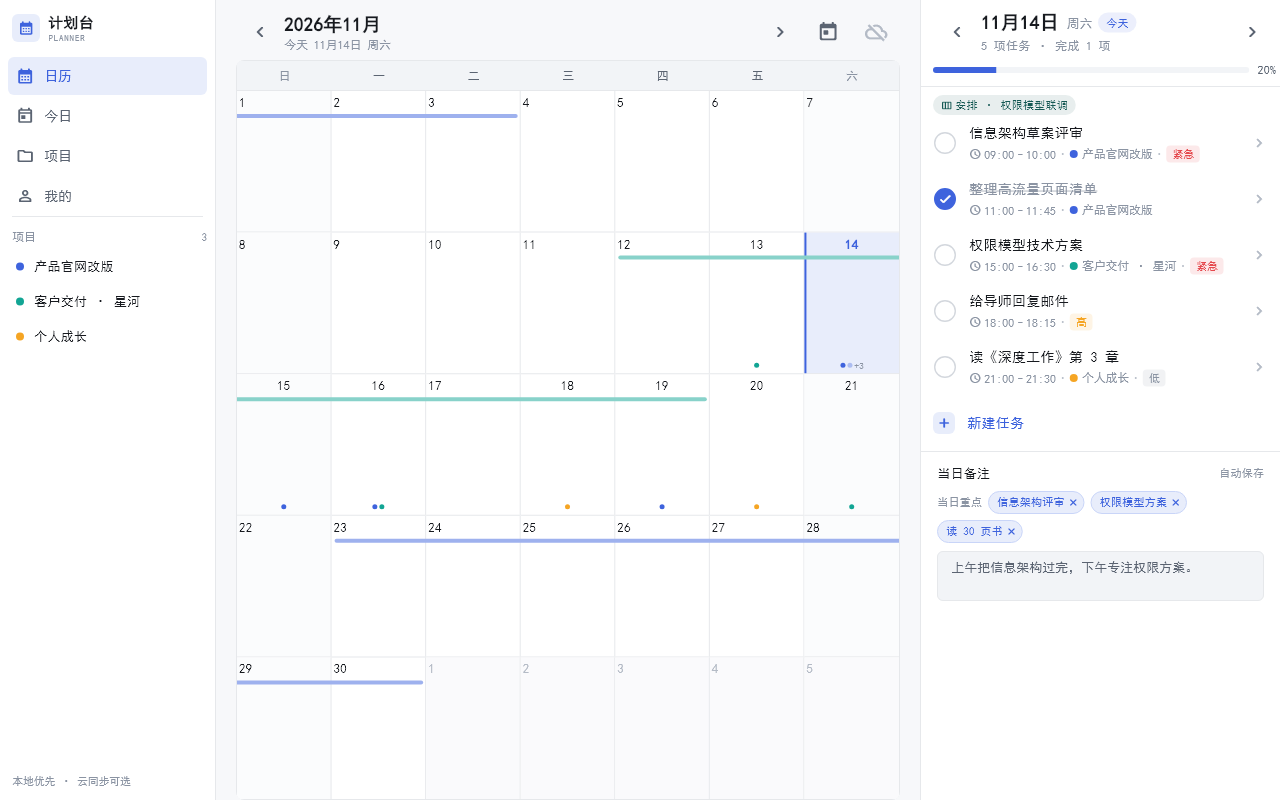 计划台
PLANNER
日历
今日
项目
我的
项目 3
产品官网改版
客户交付 · 星河
个人成长
本地优先 · 云同步可选
2026年11月
今天 11月14日 周六
日 一 二 三 四 五 六
1 2 3 4 5 6 7
8 9 10 11 12 13 14
+3
15 16 17 18 19 20 21
22 23 24 25 26 27 28
29 30 1 2 3 4 5
11月14日 周六 今天
5 项任务 · 完成 1 项
20%
安排 · 权限模型联调
信息架构草案评审
09:00 – 10:00 · 产品官网改版 · 紧急
整理高流量页面清单
11:00 – 11:45 · 产品官网改版
权限模型技术方案
15:00 – 16:30 · 客户交付 · 星河 · 紧急
给导师回复邮件
18:00 – 18:15 · 高
读《深度工作》第 3 章
21:00 – 21:30 · 个人成长 · 低
新建任务
当日备注 自动保存
当日重点 信息架构评审 × 权限模型方案 ×
读 30 页书 ×
上午把信息架构过完，下午专注权限方案。